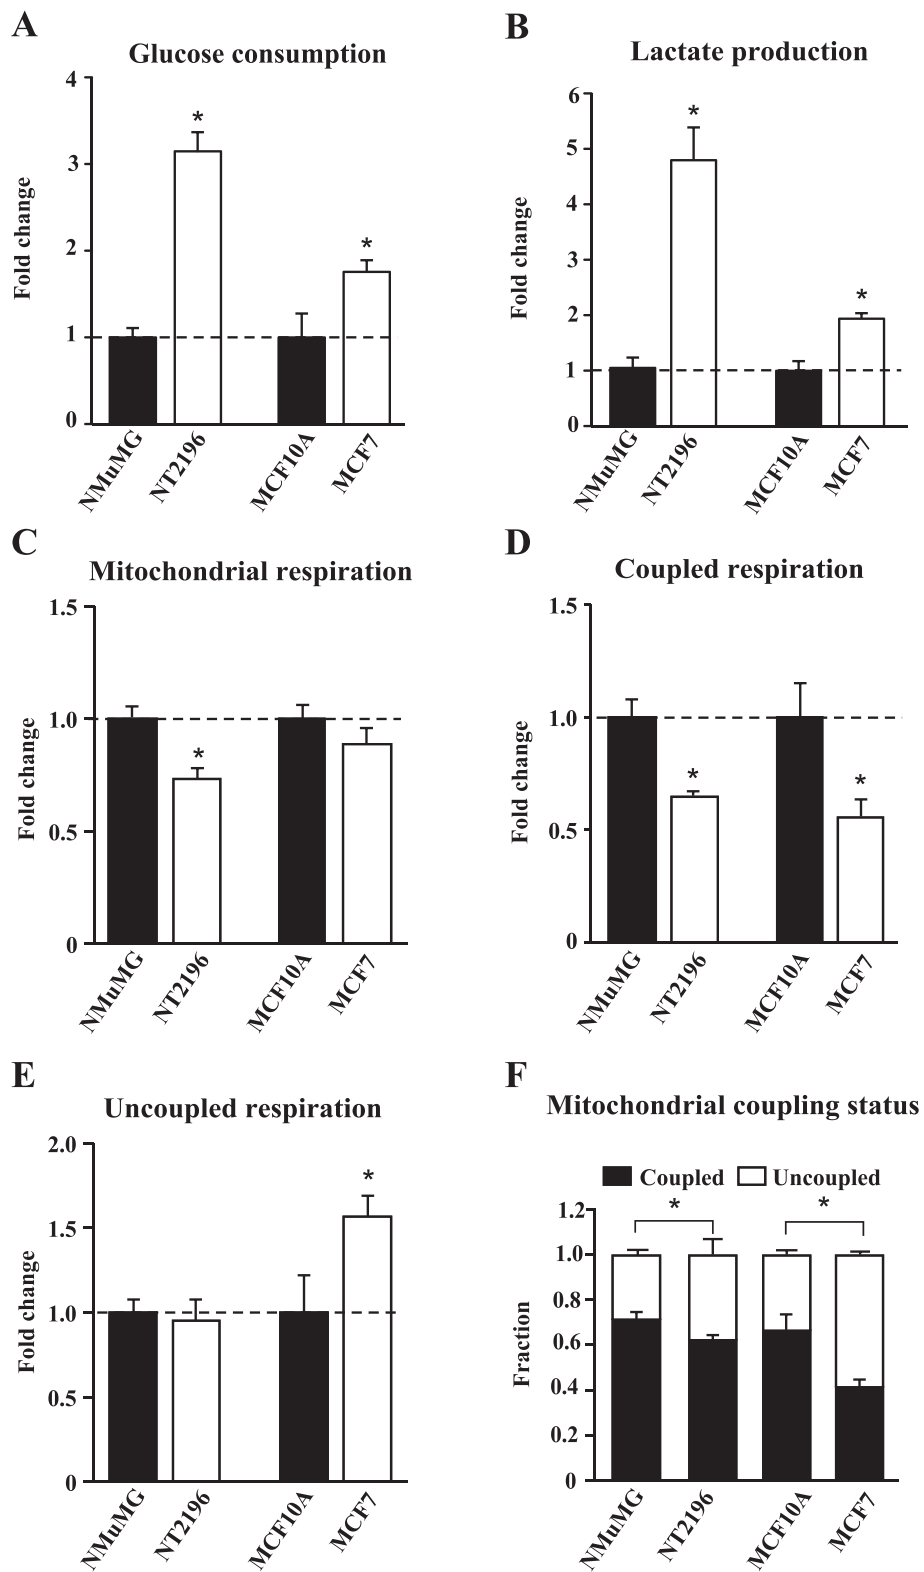 A
Glucose consumption
Fold change
4
3
2
1
0
*
*
NMuMG
NT2196
MCF10A
MCF7
B
Lactate production
Fold change
6
5
4
3
2
1
0
*
*
NMuMG
NT2196
MCF10A
MCF7
C
Mitochondrial respiration
Fold change
1.5
1.0
0.5
0
*
NMuMG
NT2196
MCF10A
MCF7
D
Coupled respiration
Fold change
1.5
1.0
0.5
0
*
*
NMuMG
NT2196
MCF10A
MCF7
E
Uncoupled respiration
Fold change
2.0
1.5
1.0
0.5
0
*
NMuMG
NT2196
MCF10A
MCF7
F
Mitochondrial coupling status
Coupled Uncoupled
Fraction
1.2
1.0
0.8
0.6
0.4
0.2
0
*
*
NMuMG
NT2196
MCF10A
MCF7